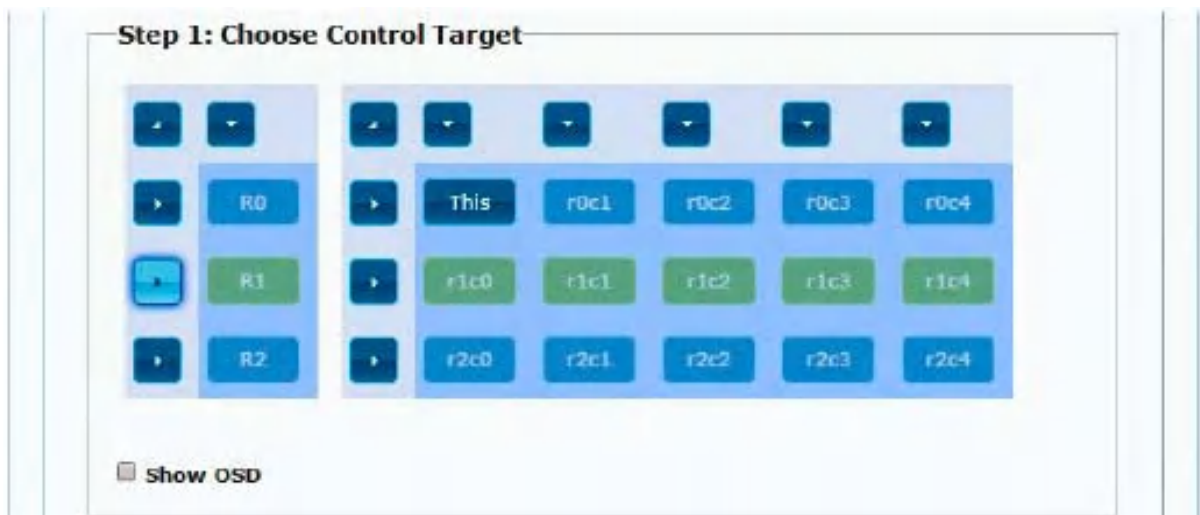 Step 1: Choose Control Target
R0 This r0c1 r0c2 r0c3 r0c4
R1 r1c0 r1c1 r1c2 r1c3 r1c4
R2 r2c0 r2c1 r2c2 r2c3 r2c4
Show OSD